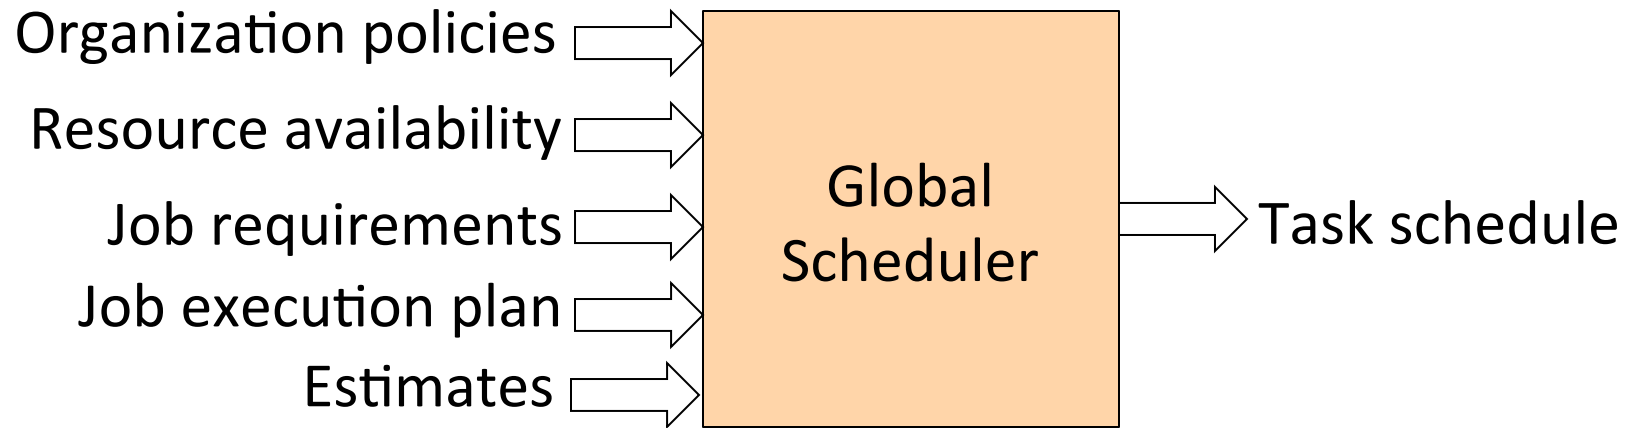 Organization policies
Resource availability
Job requirements
Job execution plan
Estimates
Global
Scheduler
Task schedule